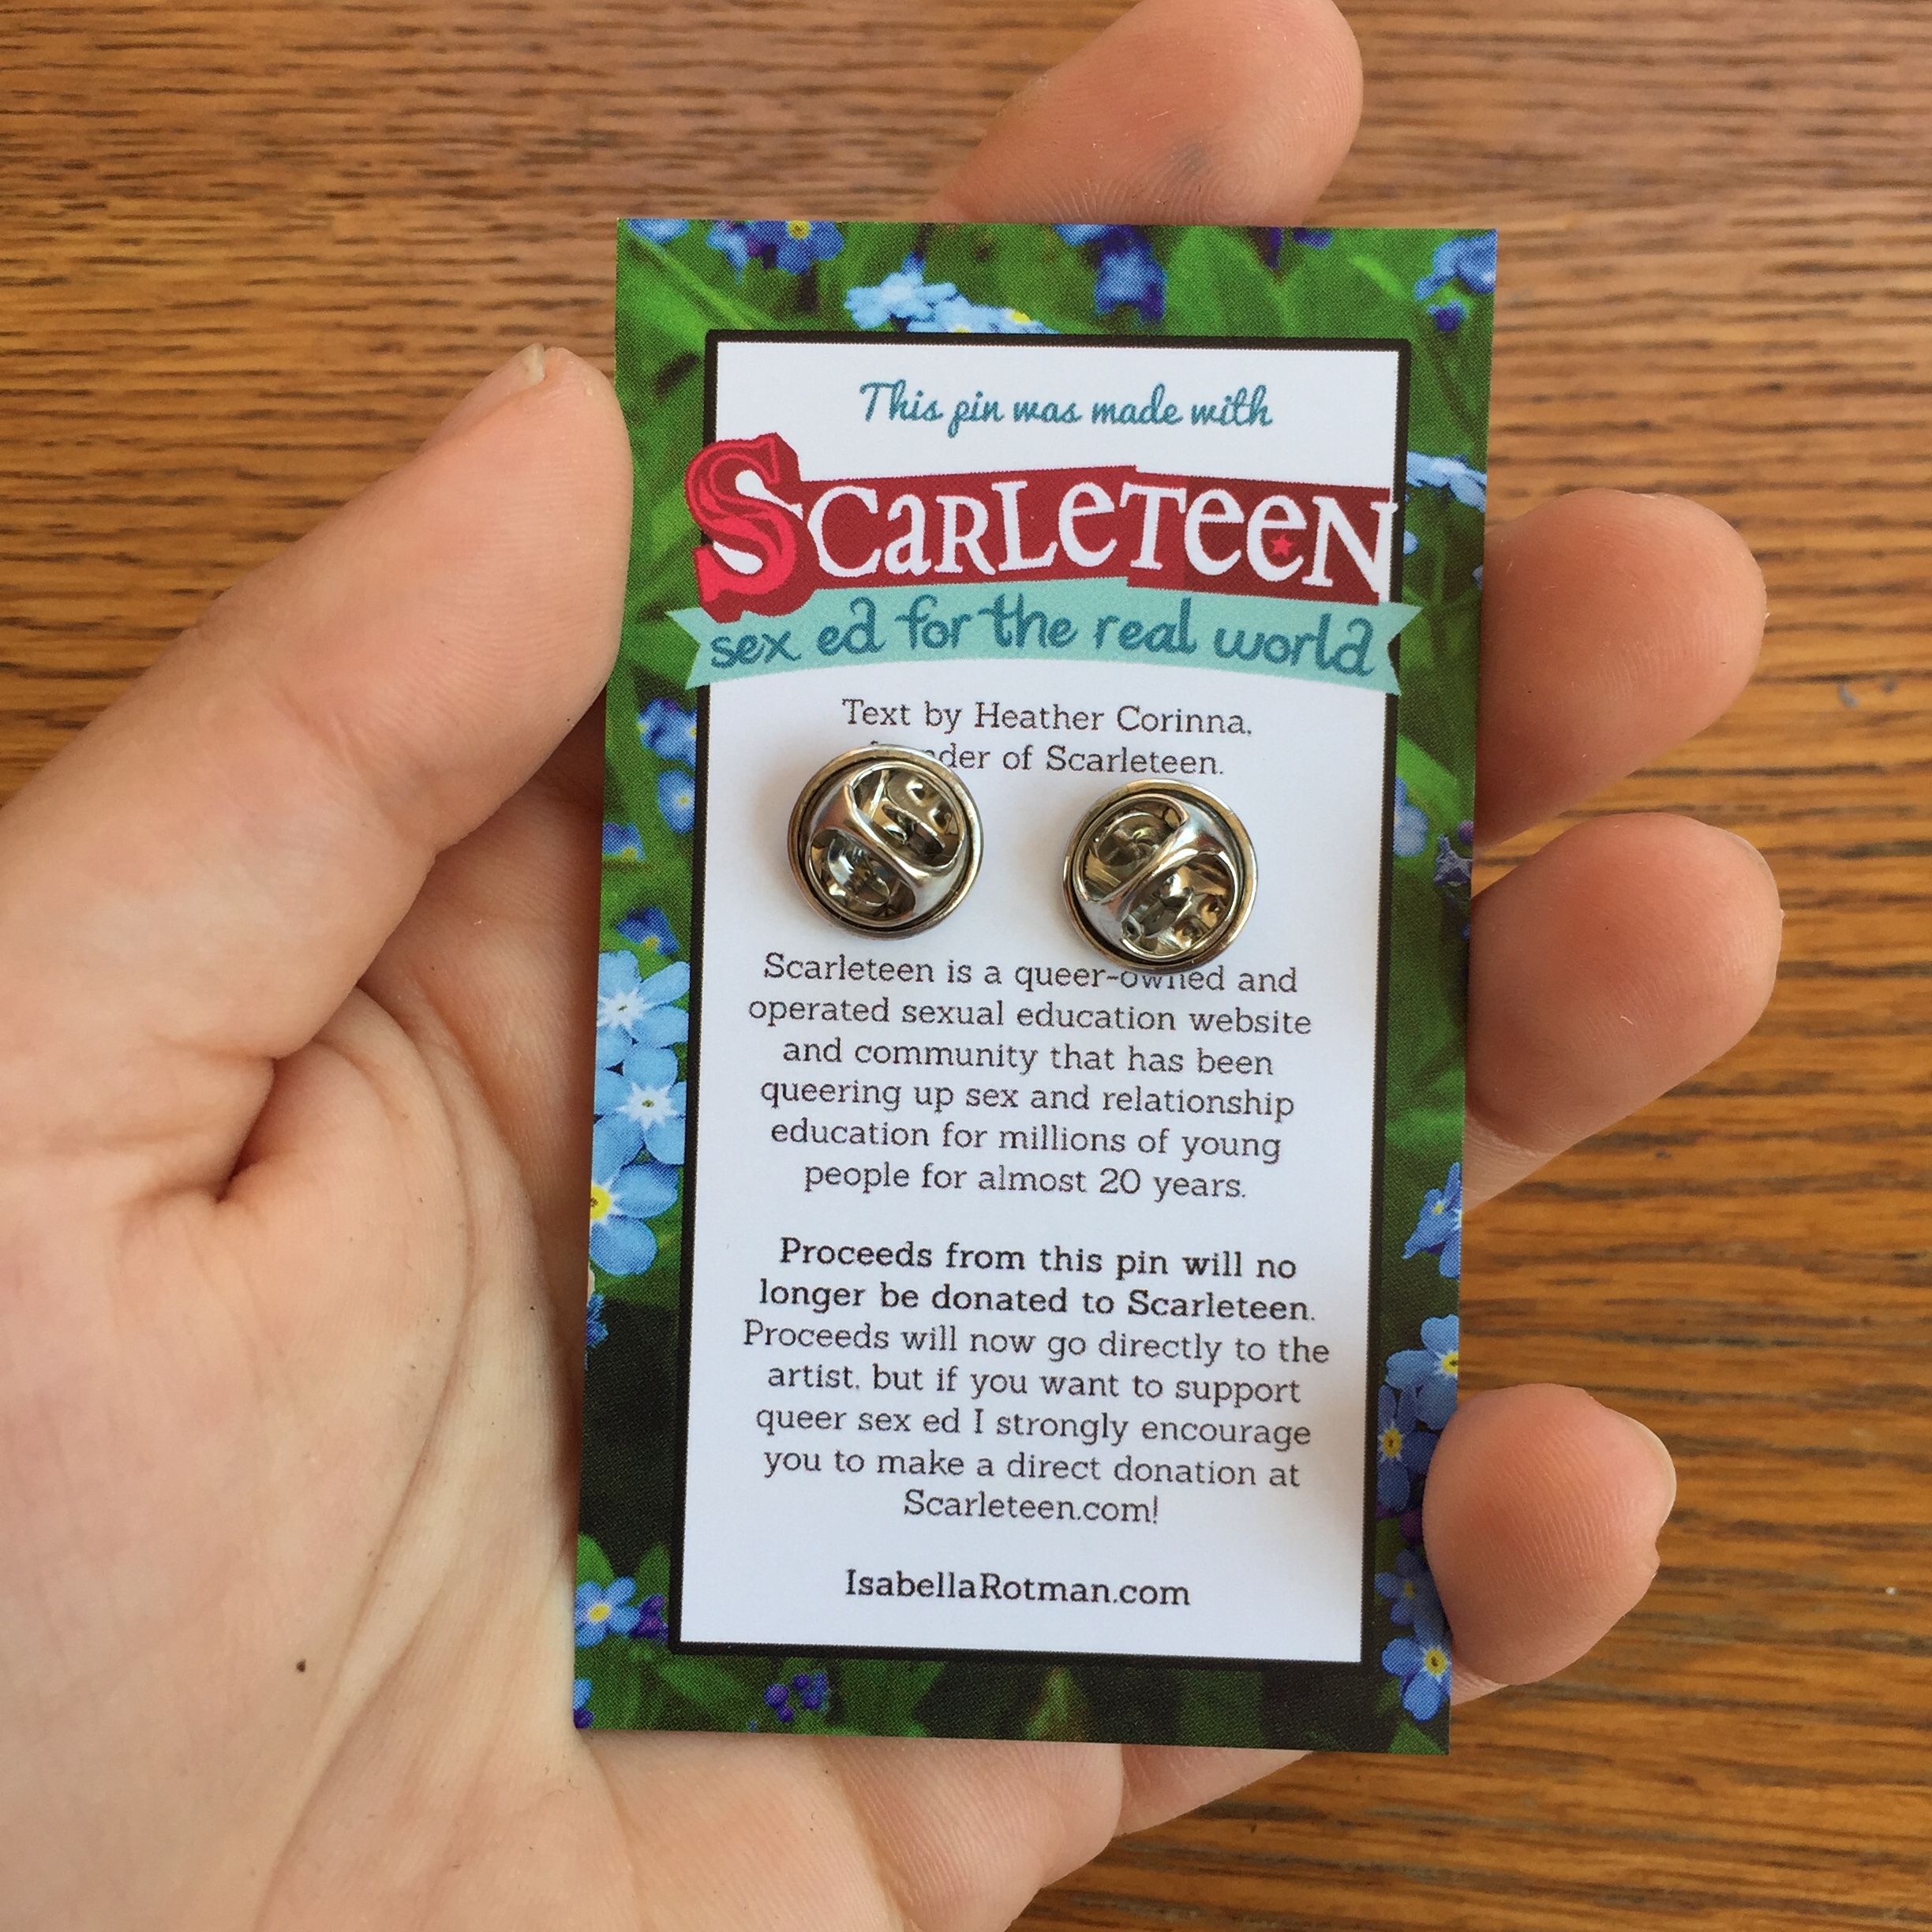 This pin was made with
Scarleteen
sex ed for the real world
Text by Heather Corinna,
of Scarleteen.
Scarleteen is a queer-owned and
operated sexual education website
and community that has been
queering up sex and relationship
education for millions of young
people for almost 20 years.
Proceeds from this pin will no
longer be donated to Scarleteen.
Proceeds will now go directly to the
artist, but if you want to support
queer sex ed I strongly encourage
you to make a direct donation at
Scarleteen.com!
IsabellaRotman.com